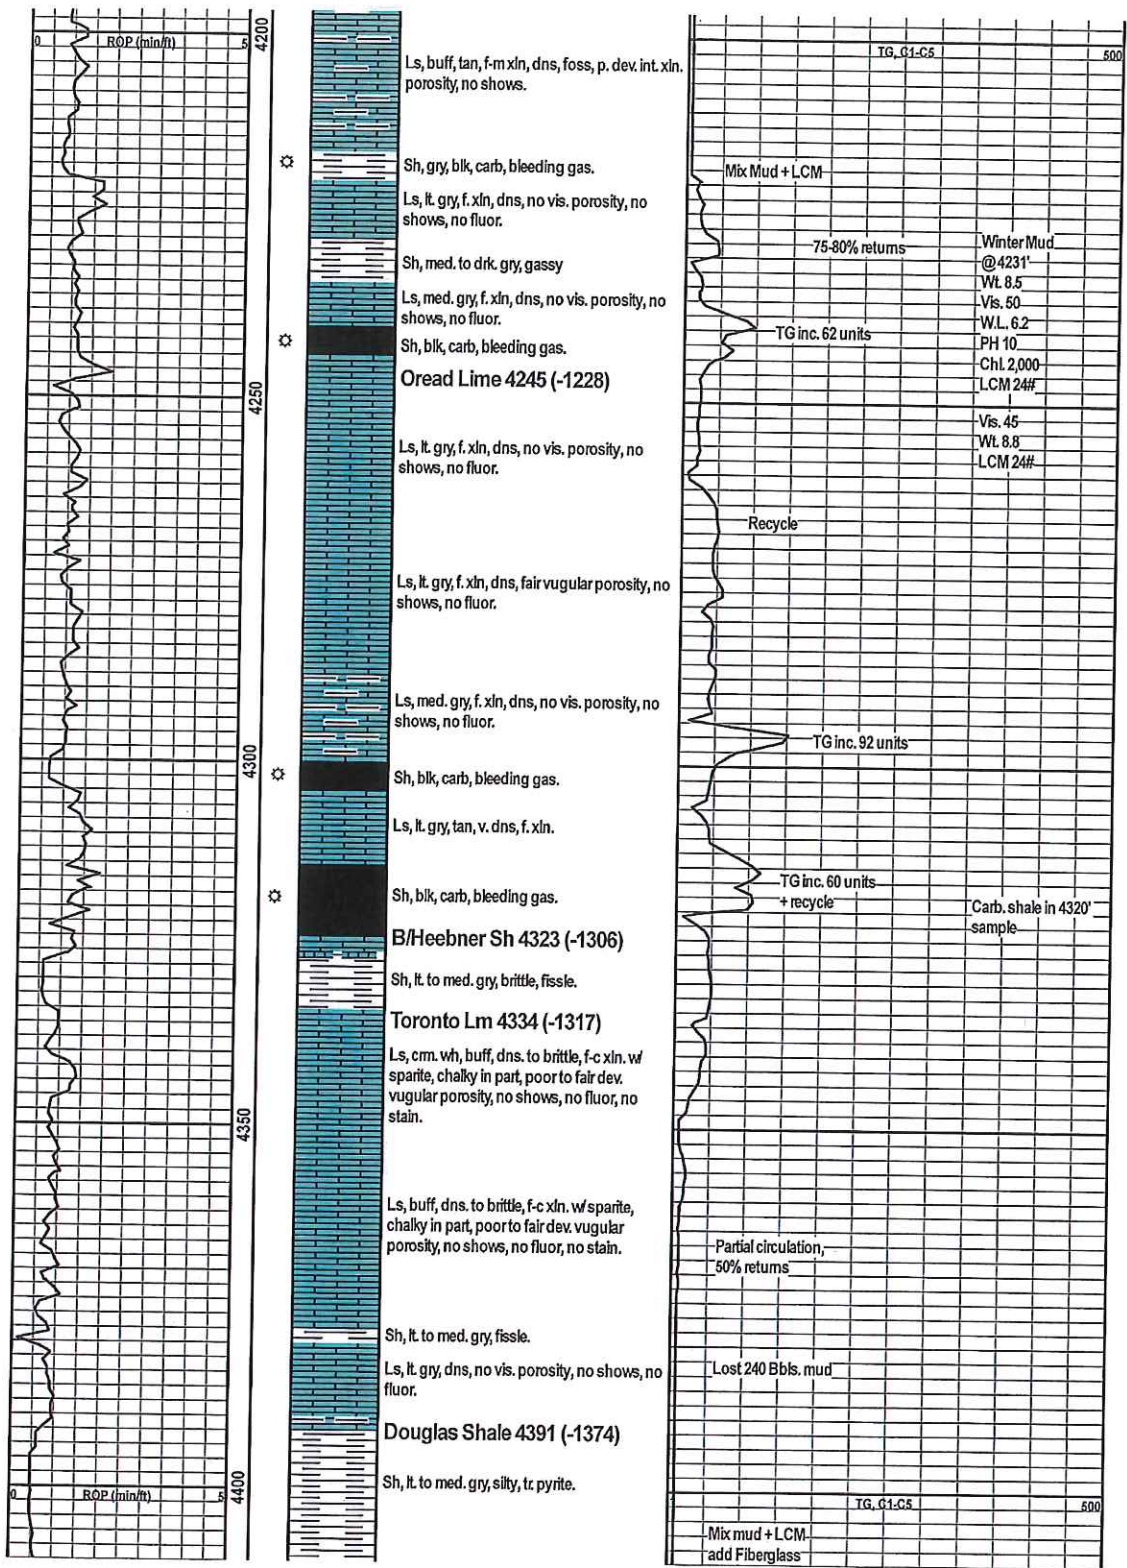 0 ROP (min/ft) 5
4200
TG, C1-C5 500
Ls, buff, tan, f-m xln, dns, foss, p. dev. int. xln.
porosity, no shows.
Sh, gry, blk, carb, bleeding gas.
Mix Mud + LCM
Ls, lt. gry, f. xln, dns, no vis. porosity, no
shows, no fluor.
75-80% returns
Winter Mud
@ 4231'
Wt. 8.5
Vis. 50
W.L. 6.2
PH 10
Chl. 2,000
LCM 24#
Sh, med. to drk. gry, gassy
Ls, med. gry, f. xln, dns, no vis. porosity, no
shows, no fluor.
TG inc. 62 units
Sh, blk, carb, bleeding gas.
Oread Lime 4245 (-1228)
4250
Vis. 45
Wt. 8.8
LCM 24#
Ls, lt. gry, f. xln, dns, no vis. porosity, no
shows, no fluor.
Recycle
Ls, lt. gry, f. xln, dns, fair vugular porosity, no
shows, no fluor.
Ls, med. gry, f. xln, dns, no vis. porosity, no
shows, no fluor.
TG inc. 92 units
4300
Sh, blk, carb, bleeding gas.
Ls, lt. gry, tan, v. dns, f. xln.
TG inc. 60 units
+ recycle
Sh, blk, carb, bleeding gas.
Carb. shale in 4320'
sample
B/Heebner Sh 4323 (-1306)
Sh, lt. to med. gry, brittle, fissle.
Toronto Lm 4334 (-1317)
Ls, crm. wh, buff, dns. to brittle, f-c xln. w/
sparite, chalky in part, poor to fair dev.
vugular porosity, no shows, no fluor, no
stain.
4350
Ls, buff, dns. to brittle, f-c xln. w/ sparite,
chalky in part, poor to fair dev. vugular
porosity, no shows, no fluor, no stain.
Partial circulation,
50% returns
Sh, lt. to med. gry, fissle.
Ls, lt. gry, dns, no vis. porosity, no shows, no
fluor.
Lost 240 Bbls. mud
Douglas Shale 4391 (-1374)
Sh, lt. to med. gry, silty, tr. pyrite.
4400
0 ROP (min/ft) 5
TG, C1-C5 500
Mix mud + LCM
add Fiberglass